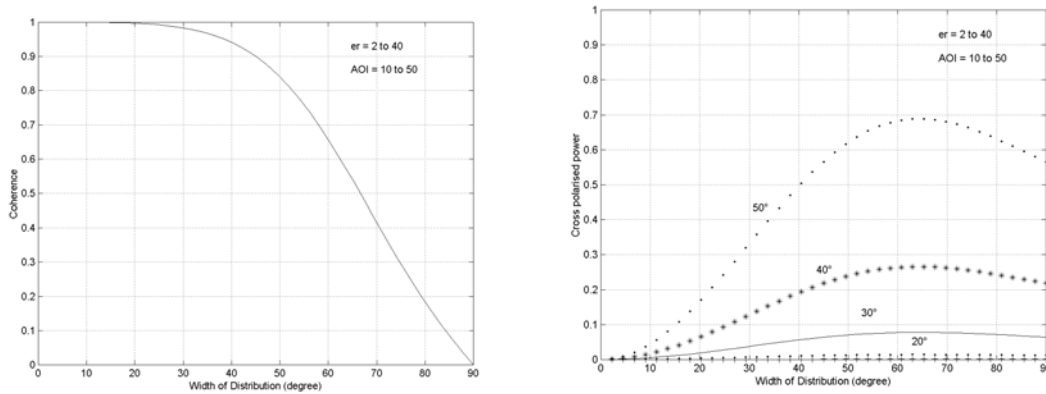 1
0.9
0.8
0.7
0.6
0.5
0.4
0.3
0.2
0.1
0
Coherence
er = 2 to 40
AOI = 10 to 50
0 10 20 30 40 50 60 70 80 90
Width of Distribution (degree)
1
0.9
0.8
0.7
0.6
0.5
0.4
0.3
0.2
0.1
0
Cross polarised power
er = 2 to 40
AOI = 10 to 50
50°
40°
30°
20°
0 10 20 30 40 50 60 70 80 90
Width of Distribution (degree)